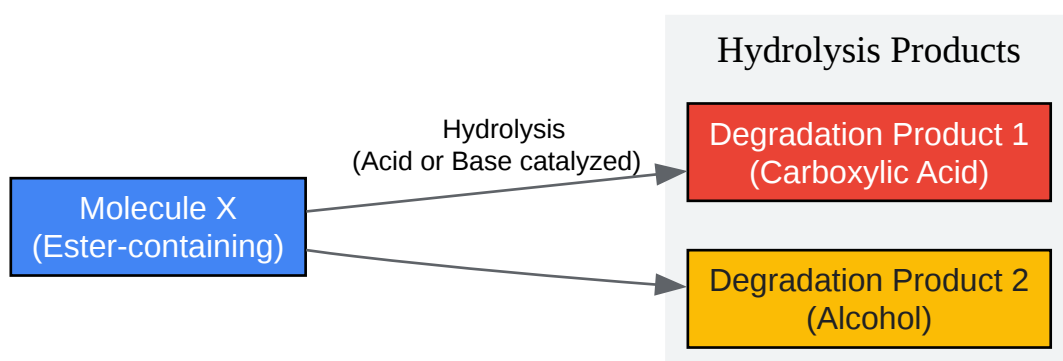 Hydrolysis Products
Hydrolysis
(Acid or Base catalyzed)
Degradation Product 1
(Carboxylic Acid)
Molecule X
(Ester-containing)
Degradation Product 2
(Alcohol)